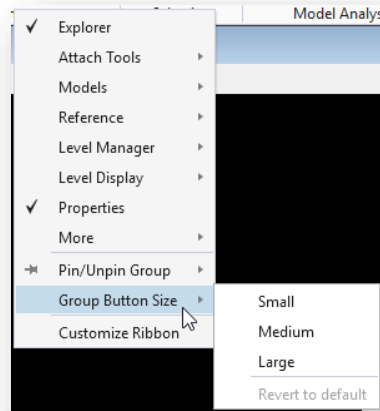 Model Analys
Explorer
Attach Tools
Models
Reference
Level Manager
Level Display
Properties
More
Pin/Unpin Group
Group Button Size
Customize Ribbon
Small
Medium
Large
Revert to default